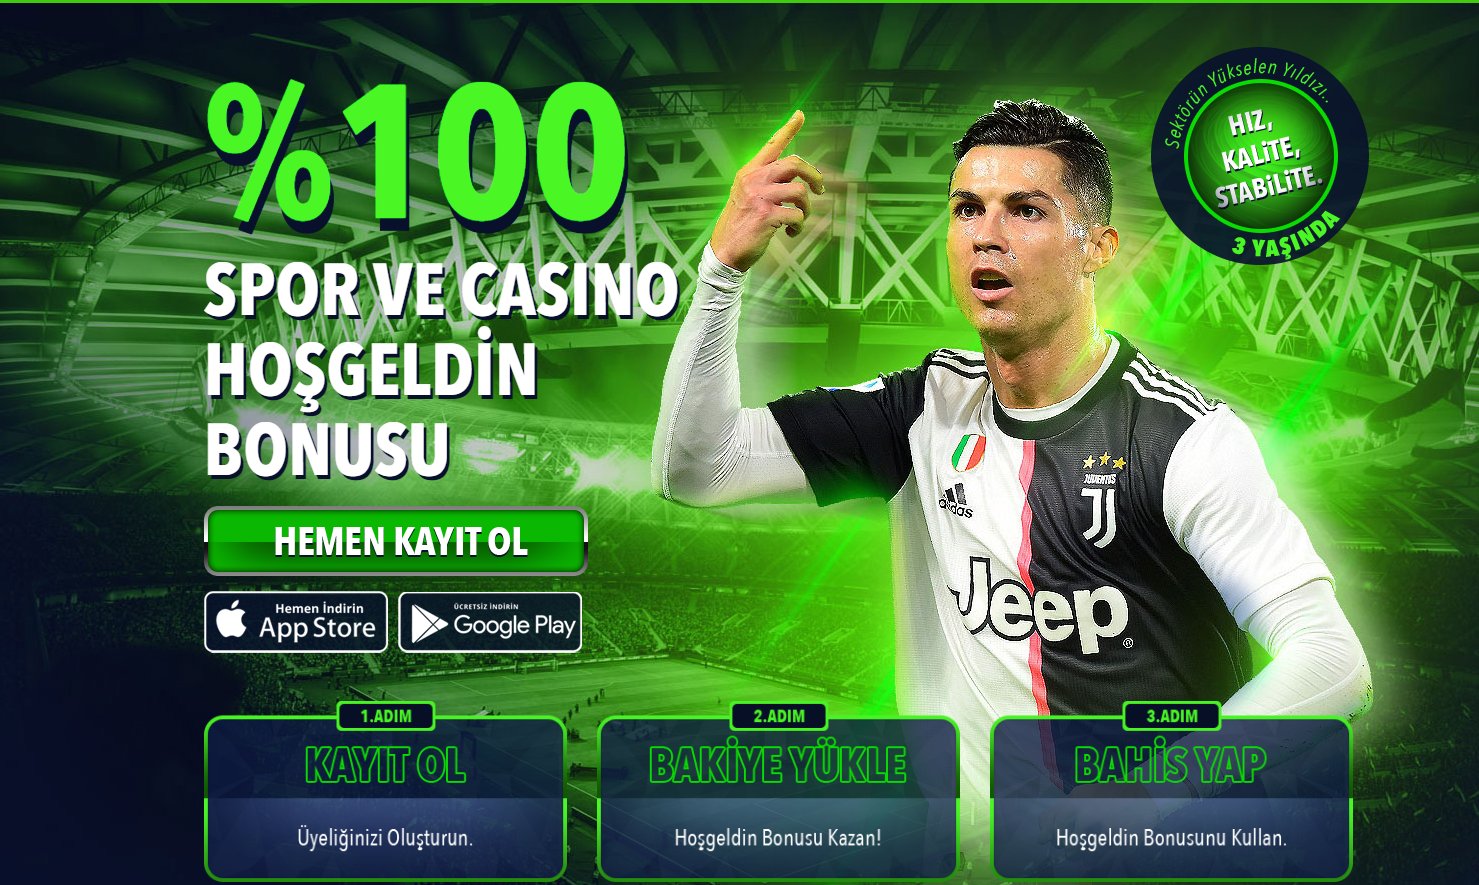 %100
SPOR VE CASINO
HOŞGELDİN
BONUSU
HEMEN KAYIT OL
Hemen İndirin
App Store
ÜCRETSİZ İNDİRİN
Google Play
Sektörün Yükselen Yıldızı..
HIZ,
KALİTE,
STABİLİTE.
3 YAŞINDA
JUVENTUS
adidas
Jeep
®
1.ADIM
KAYIT OL
Üyeliğinizi Oluşturun.
2.ADIM
BAKİYE YÜKLE
Hoşgeldin Bonusu Kazan!
3.ADIM
BAHİS YAP
Hoşgeldin Bonusunu Kullan.